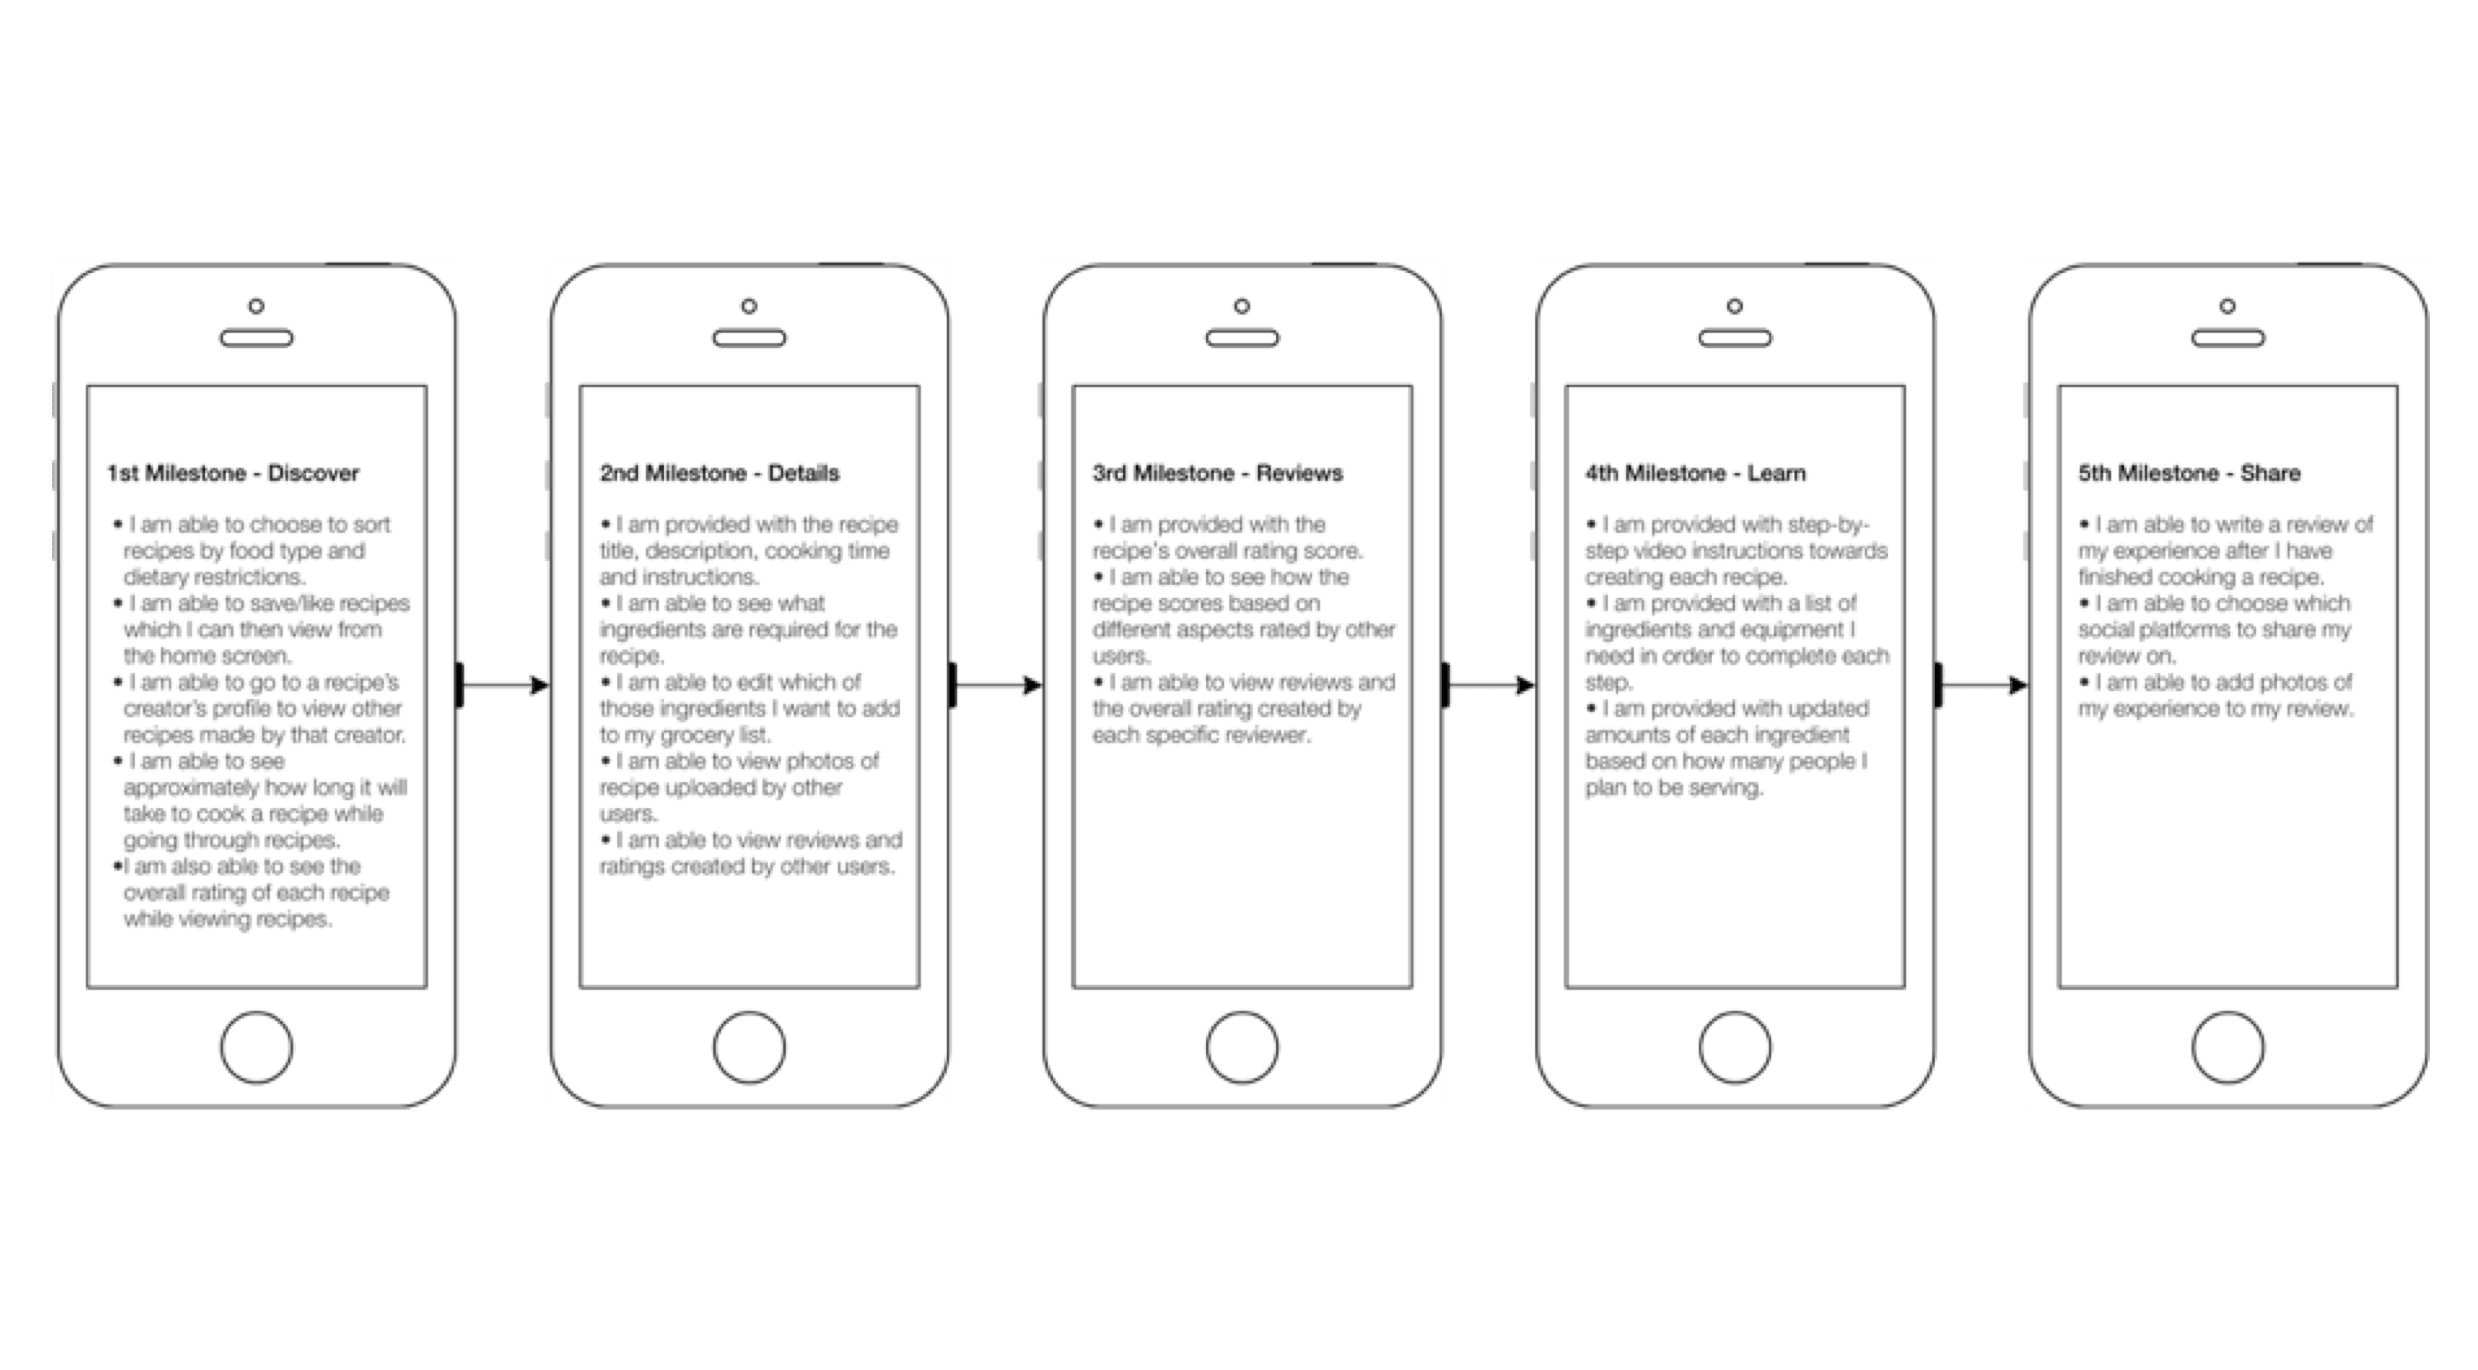 1st Milestone - Discover
• I am able to choose to sort
recipes by food type and
dietary restrictions.
• I am able to save/like recipes
which I can then view from
the home screen.
• I am able to go to a recipe's
creator's profile to view other
recipes made by that creator.
• I am able to see
approximately how long it will
take to cook a recipe while
going through recipes.
•I am also able to see the
overall rating of each recipe
while viewing recipes.
2nd Milestone - Details
• I am provided with the recipe
title, description, cooking time
and instructions.
• I am able to see what
ingredients are required for the
recipe.
• I am able to edit which of
those ingredients I want to add
to my grocery list.
• I am able to view photos of
recipe uploaded by other
users.
• I am able to view reviews and
ratings created by other users.
3rd Milestone - Reviews
• I am provided with the
recipe's overall rating score.
• I am able to see how the
recipe scores based on
different aspects rated by other
users.
• I am able to view reviews and
the overall rating created by
each specific reviewer.
4th Milestone - Learn
• I am provided with step-by-
step video instructions towards
creating each recipe.
• I am provided with a list of
ingredients and equipment I
need in order to complete each
step.
• I am provided with updated
amounts of each ingredient
based on how many people I
plan to be serving.
5th Milestone - Share
• I am able to write a review of
my experience after I have
finished cooking a recipe.
• I am able to choose which
social platforms to share my
review on.
• I am able to add photos of
my experience to my review.